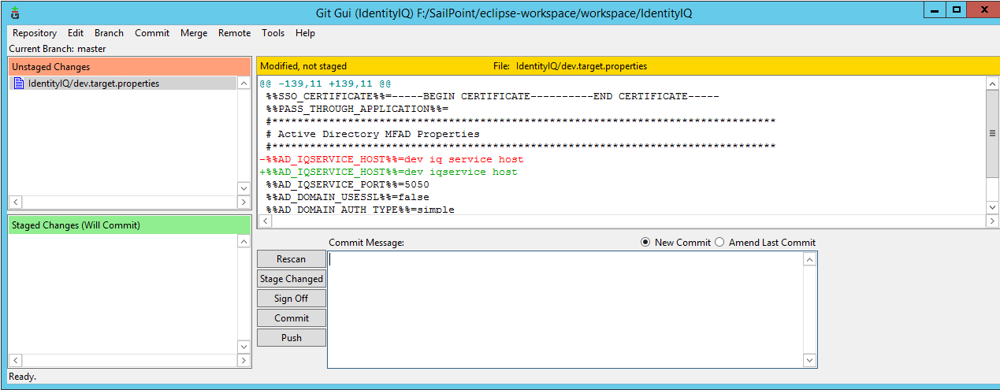 Git Gui (IdentityIQ) F:/SailPoint/eclipse-workspace/workspace/IdentityIQ
Repository Edit Branch Commit Merge Remote Tools Help
Current Branch: master
Unstaged Changes
IdentityIQ/dev.target.properties
Modified, not staged File: IdentityIQ/dev.target.properties
@@ -139,11 +139,11 @@
%%SSO_CERTIFICATE%%=-----BEGIN CERTIFICATE----------END CERTIFICATE-----
%%PASS_THROUGH_APPLICATION%%=
#********************************************************************************
# Active Directory MFAD Properties
#********************************************************************************
-%%AD_IQSERVICE_HOST%%=dev iq service host
+%%AD_IQSERVICE_HOST%%=dev iqservice host
%%AD_IQSERVICE_PORT%%=5050
%%AD_DOMAIN_USESSL%%=false
%%AD_DOMAIN_AUTH_TYPE%%=simple
Staged Changes (Will Commit)
Commit Message: New Commit Amend Last Commit
Rescan
Stage Changed
Sign Off
Commit
Push
Ready.